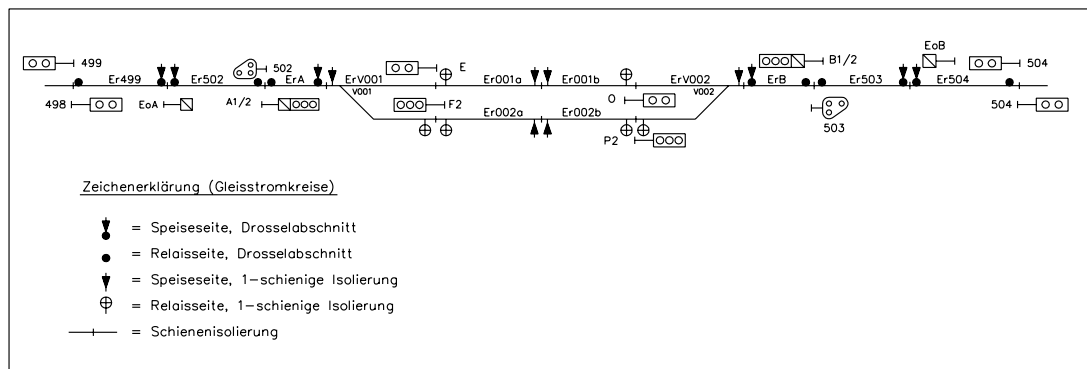 499
Er499
Er502
502
ErA
ErV001
V001
E
Er001a
Er001b
ErV002
V002
ErB
B1/2
Er503
EoB
Er504
504
498
EoA
A1/2
F2
Er002a
Er002b
O
P2
503
504
Zeichenerklärung (Gleisstromkreise)
= Speiseseite, Drosselabschnitt
= Relaisseite, Drosselabschnitt
= Speiseseite, 1-schienige Isolierung
= Relaisseite, 1-schienige Isolierung
= Schienenisolierung